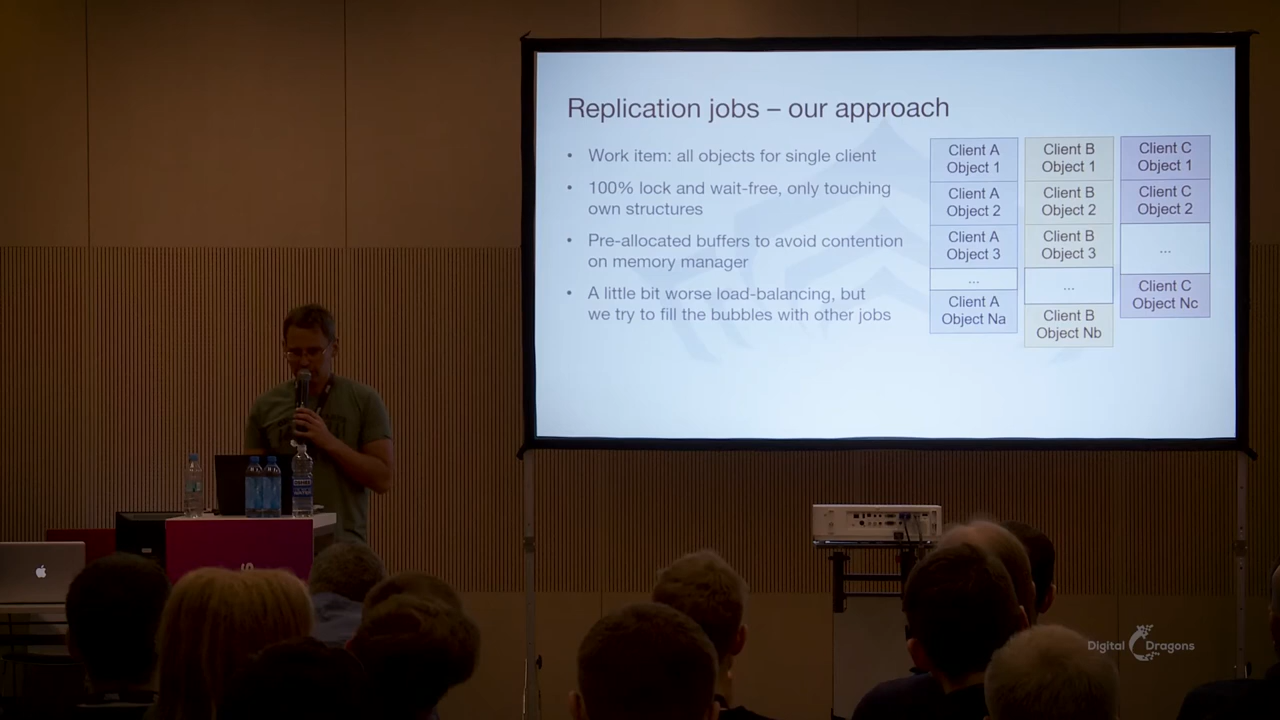 Replication jobs – our approach
• Work item: all objects for single client
• 100% lock and wait-free, only touching
own structures
• Pre-allocated buffers to avoid contention
on memory manager
• A little bit worse load-balancing, but
we try to fill the bubbles with other jobs
Client A
Object 1
Client A
Object 2
Client A
Object 3
...
Client A
Object Na
Client B
Object 1
Client B
Object 2
Client B
Object 3
...
Client B
Object Nb
Client C
Object 1
Client C
Object 2
...
Client C
Object Nc
Digital Dragons